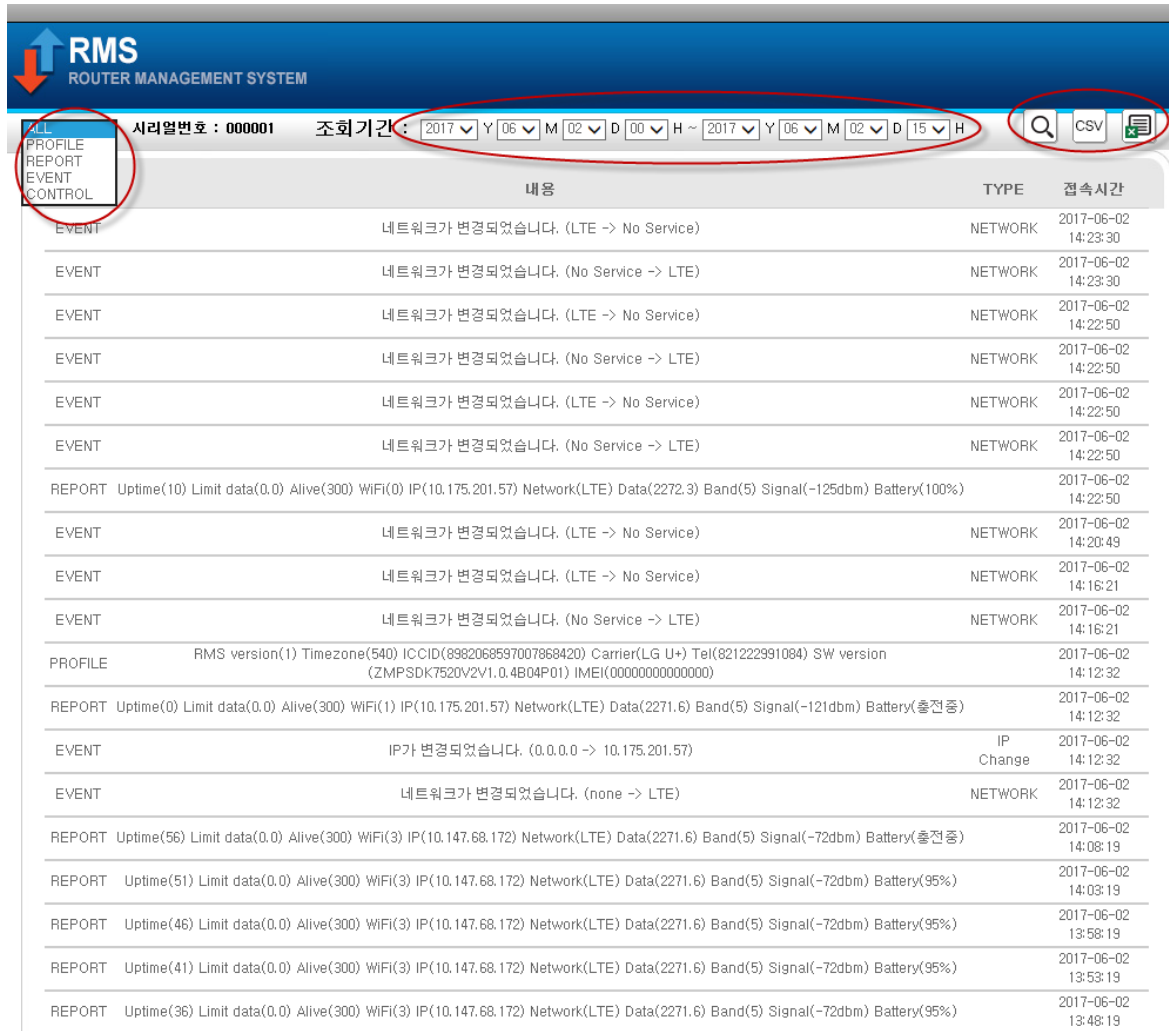 RMS
ROUTER MANAGEMENT SYSTEM
ALL
PROFILE
REPORT
EVENT
CONTROL
시리얼번호 : 000001 조회기간 : 2017 Y 06 M 02 D 00 H ~ 2017 Y 06 M 02 D 15 H CSV
내용 TYPE 접속시간
EVENT 네트워크가 변경되었습니다. (LTE -> No Service) NETWORK 2017-06-02
14:23:30
EVENT 네트워크가 변경되었습니다. (No Service -> LTE) NETWORK 2017-06-02
14:23:30
EVENT 네트워크가 변경되었습니다. (LTE -> No Service) NETWORK 2017-06-02
14:22:50
EVENT 네트워크가 변경되었습니다. (No Service -> LTE) NETWORK 2017-06-02
14:22:50
EVENT 네트워크가 변경되었습니다. (LTE -> No Service) NETWORK 2017-06-02
14:22:50
EVENT 네트워크가 변경되었습니다. (No Service -> LTE) NETWORK 2017-06-02
14:22:50
REPORT Uptime(10) Limit data(0.0) Alive(300) WiFi(0) IP(10.175.201.57) Network(LTE) Data(2272.3) Band(5) Signal(-125dbm) Battery(100%) 2017-06-02
14:22:50
EVENT 네트워크가 변경되었습니다. (LTE -> No Service) NETWORK 2017-06-02
14:20:49
EVENT 네트워크가 변경되었습니다. (LTE -> No Service) NETWORK 2017-06-02
14:16:21
EVENT 네트워크가 변경되었습니다. (No Service -> LTE) NETWORK 2017-06-02
14:16:21
PROFILE RMS version(1) Timezone(540) ICCID(8982068597007868420) Carrier(LG U+) Tel(821222991084) SW version
(ZMPSDK7520V2V1.0.4B04P01) IMEI(00000000000000) 2017-06-02
14:12:32
REPORT Uptime(0) Limit data(0.0) Alive(300) WiFi(1) IP(10.175.201.57) Network(LTE) Data(2271.6) Band(5) Signal(-121dbm) Battery(충전중) 2017-06-02
14:12:32
EVENT IP가 변경되었습니다. (0.0.0.0 -> 10.175.201.57) IP
Change 2017-06-02
14:12:32
EVENT 네트워크가 변경되었습니다. (none -> LTE) NETWORK 2017-06-02
14:12:32
REPORT Uptime(56) Limit data(0.0) Alive(300) WiFi(3) IP(10.147.68.172) Network(LTE) Data(2271.6) Band(5) Signal(-72dbm) Battery(충전중) 2017-06-02
14:08:19
REPORT Uptime(51) Limit data(0.0) Alive(300) WiFi(3) IP(10.147.68.172) Network(LTE) Data(2271.6) Band(5) Signal(-72dbm) Battery(95%) 2017-06-02
14:03:19
REPORT Uptime(46) Limit data(0.0) Alive(300) WiFi(3) IP(10.147.68.172) Network(LTE) Data(2271.6) Band(5) Signal(-72dbm) Battery(95%) 2017-06-02
13:58:19
REPORT Uptime(41) Limit data(0.0) Alive(300) WiFi(3) IP(10.147.68.172) Network(LTE) Data(2271.6) Band(5) Signal(-72dbm) Battery(95%) 2017-06-02
13:53:19
REPORT Uptime(36) Limit data(0.0) Alive(300) WiFi(3) IP(10.147.68.172) Network(LTE) Data(2271.6) Band(5) Signal(-72dbm) Battery(95%) 2017-06-02
13:48:19